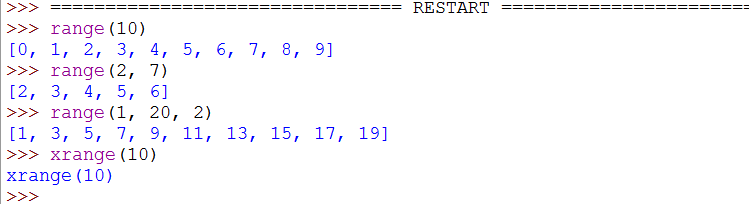 >>> ================================ RESTART ========================
>>> range(10)
[0, 1, 2, 3, 4, 5, 6, 7, 8, 9]
>>> range(2, 7)
[2, 3, 4, 5, 6]
>>> range(1, 20, 2)
[1, 3, 5, 7, 9, 11, 13, 15, 17, 19]
>>> xrange(10)
xrange(10)
>>>